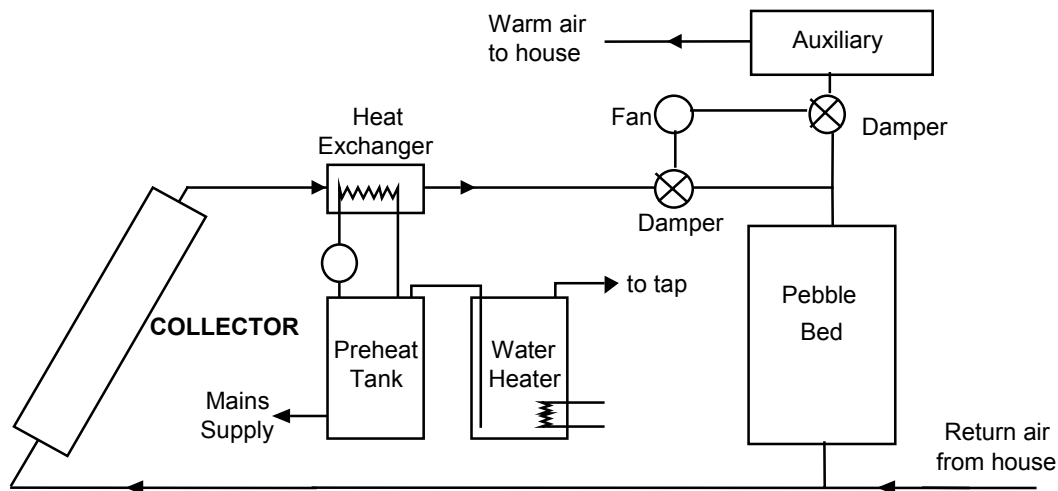 Warm air
to house
Auxiliary
Fan
Damper
Heat
Exchanger
Damper
to tap
COLLECTOR
Preheat
Tank
Water
Heater
Pebble
Bed
Mains
Supply
Return air
from house